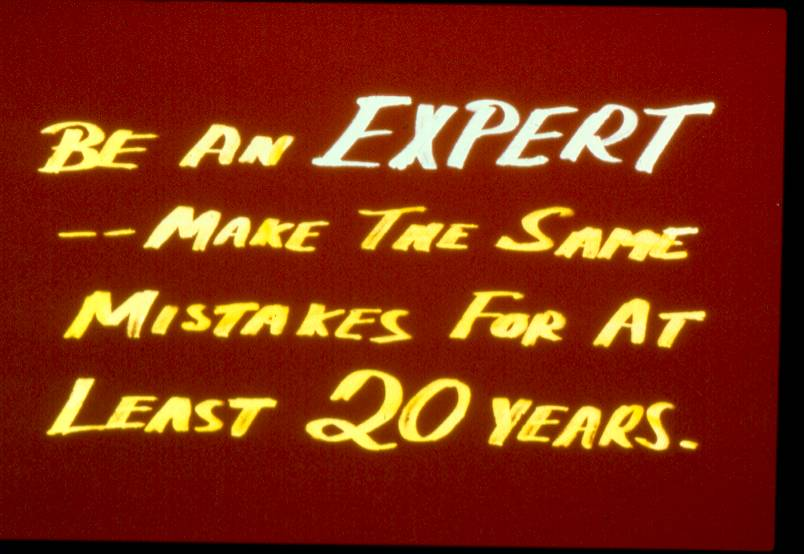 BE AN EXPERT
-- MAKE THE SAME
MISTAKES FOR AT
LEAST 20 YEARS.